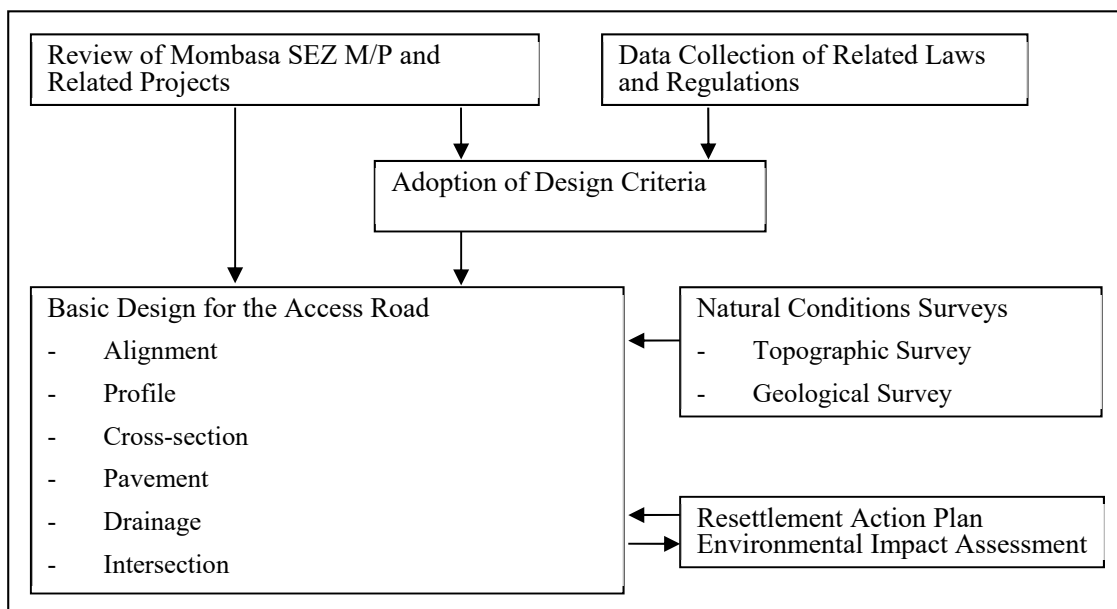 Review of Mombasa SEZ M/P and
Related Projects
Data Collection of Related Laws
and Regulations
Adoption of Design Criteria
Basic Design for the Access Road
- Alignment
- Profile
- Cross-section
- Pavement
- Drainage
- Intersection
Natural Conditions Surveys
- Topographic Survey
- Geological Survey
Resettlement Action Plan
Environmental Impact Assessment